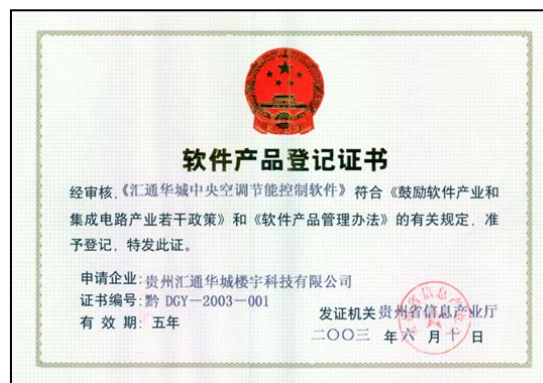 软件产品登记证书
经审核，《汇通华城中央空调节能控制软件》符合《鼓励软件产业和
集成电路产业若干政策》和《软件产品管理办法》的有关规定，准
予登记，特发此证。
申请企业：贵州汇通华城楼宇科技有限公司
证书编号：黔 DGY－2003－001
有 效 期：五年
发证机关 贵州省信息产业厅
二〇〇三 年 六 月 十 日